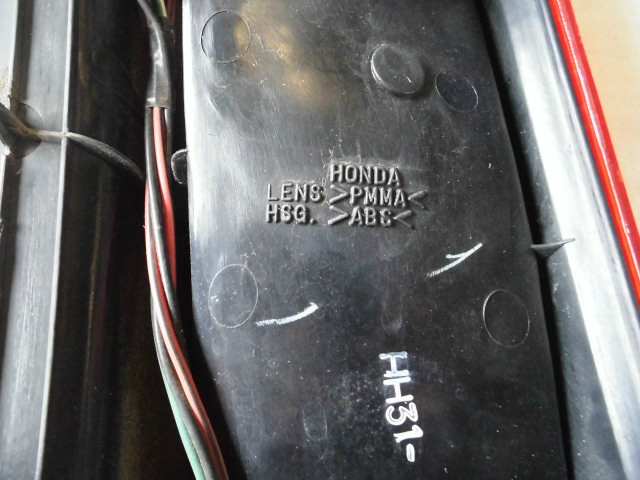 HONDA
LENS >PMMA<
HSG. >ABS<
HH31-